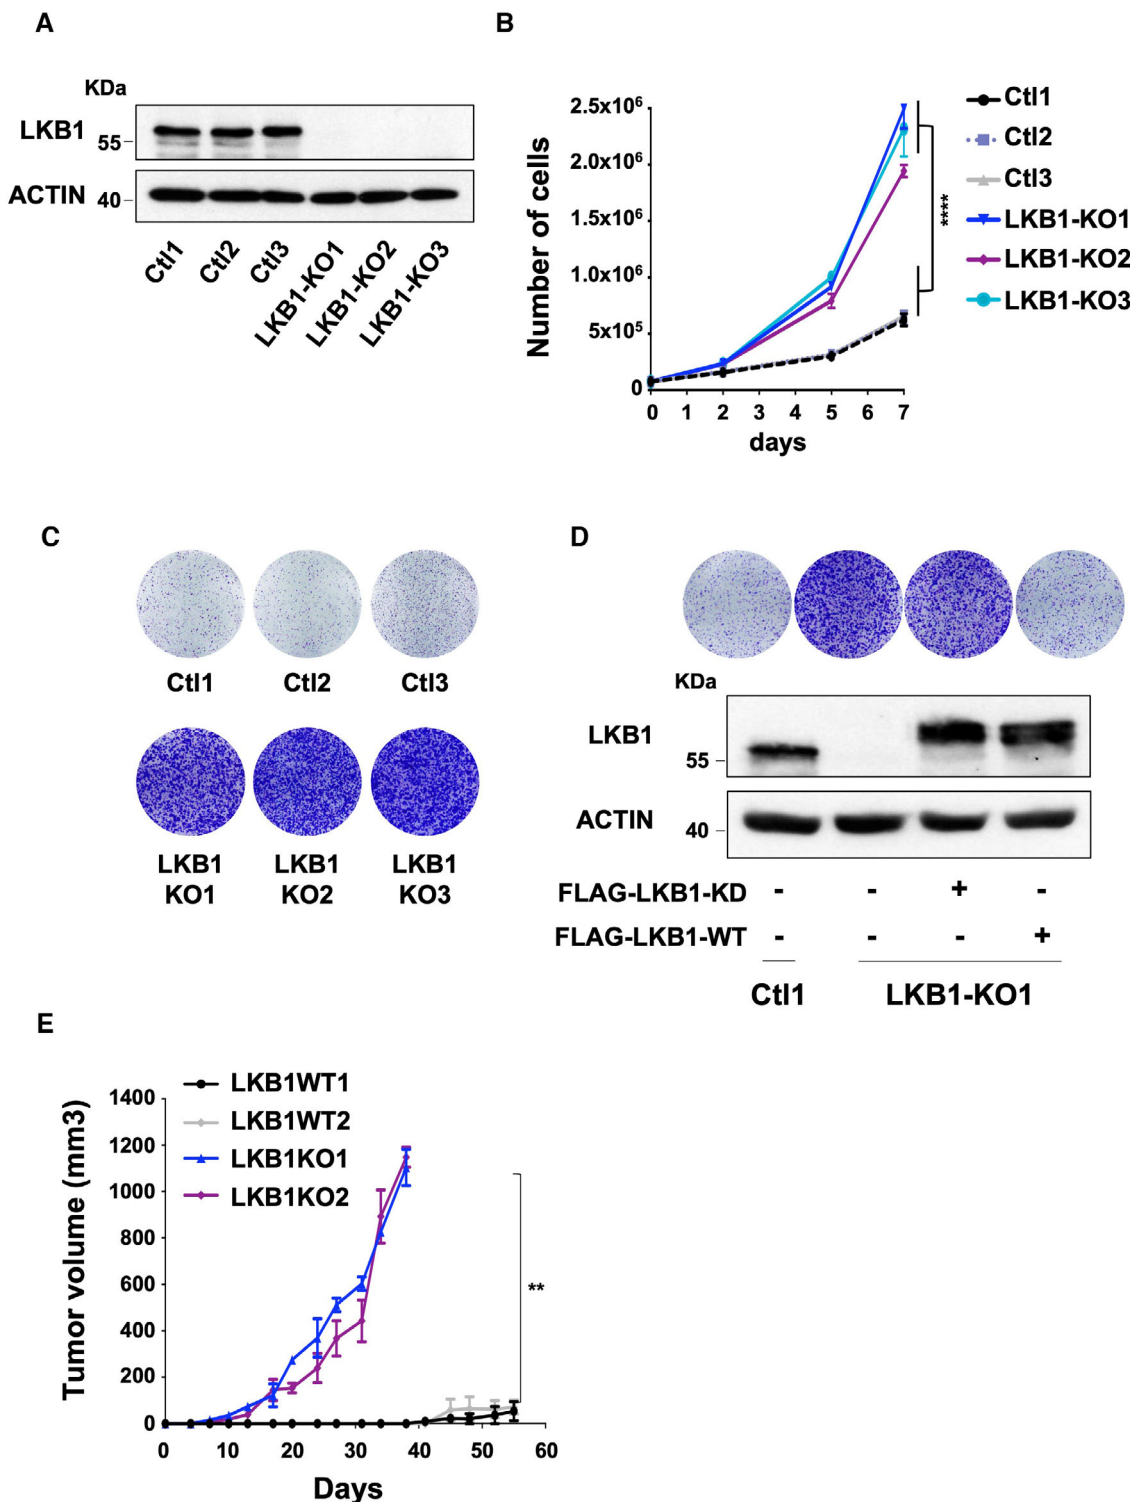 A
KDa
LKB1
55
ACTIN
40
Ctl1
Ctl2
Ctl3
LKB1-KO1
LKB1-KO2
LKB1-KO3
B
Number of cells
2.5x10⁶
2.0x10⁶
1.5x10⁶
1.0x10⁶
5x10⁵
0
0 1 2 3 4 5 6 7
days
****
Ctl1
Ctl2
Ctl3
LKB1-KO1
LKB1-KO2
LKB1-KO3
C
Ctl1 Ctl2 Ctl3
LKB1 LKB1 LKB1
KO1 KO2 KO3
D
KDa
LKB1
55
ACTIN
40
FLAG-LKB1-KD - - + -
FLAG-LKB1-WT - - - +
Ctl1 LKB1-KO1
E
Tumor volume (mm3)
1400
1200
1000
800
600
400
200
0
0 10 20 30 40 50 60
Days
LKB1WT1
LKB1WT2
LKB1KO1
LKB1KO2
**